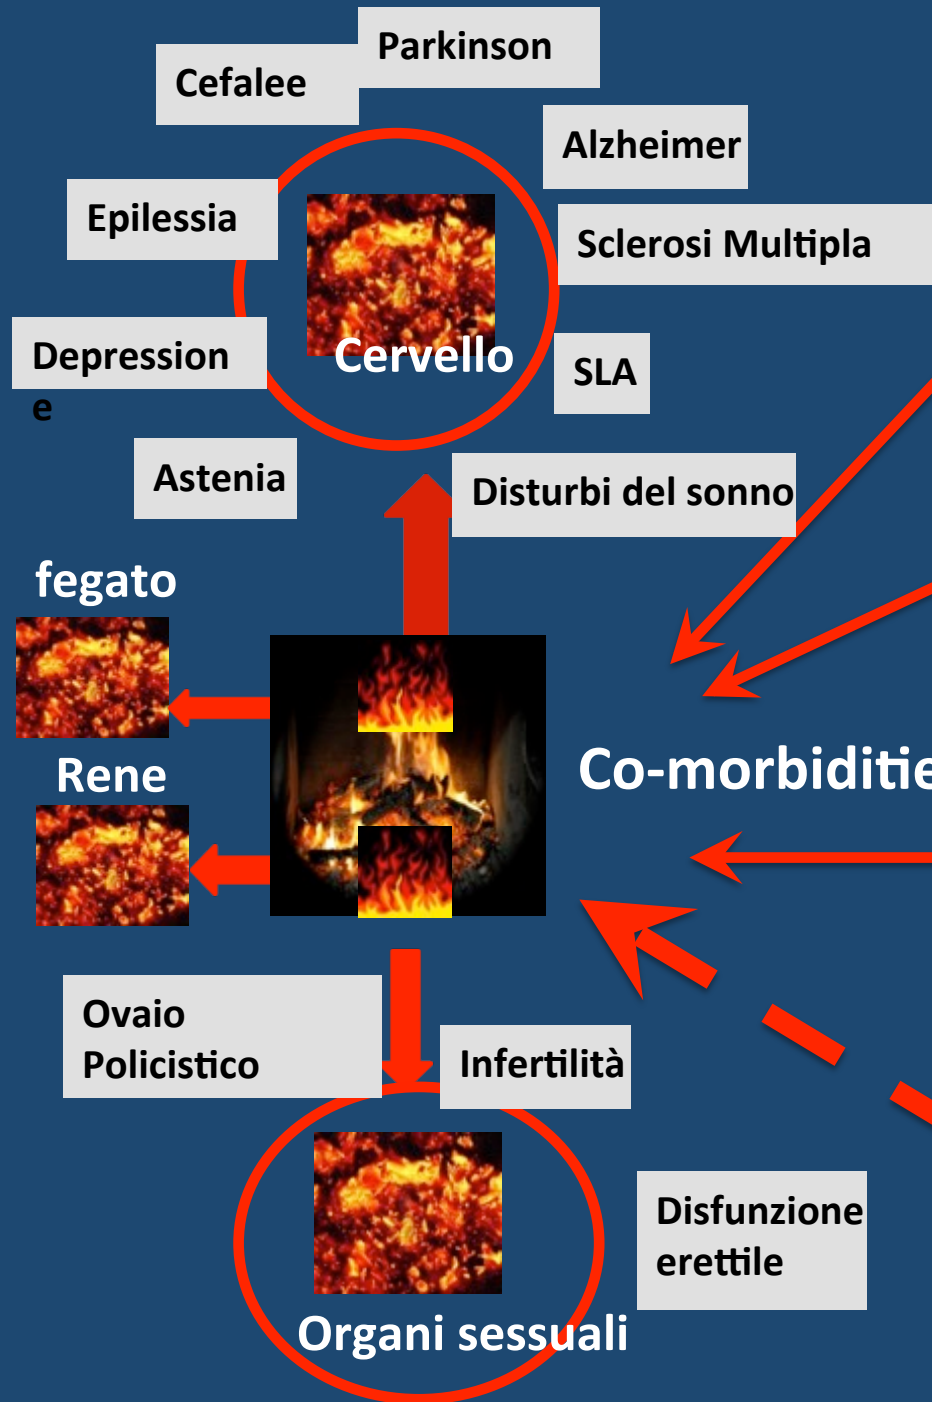 Parkinson
Cefalee
Alzheimer
Epilessia
Sclerosi Multipla
Cervello
Depression
e
SLA
Astenia
Disturbi del sonno
fegato
Rene
Co-morbiditie
Ovaio
Policistico
Infertilità
Disfunzione
erettile
Organi sessuali